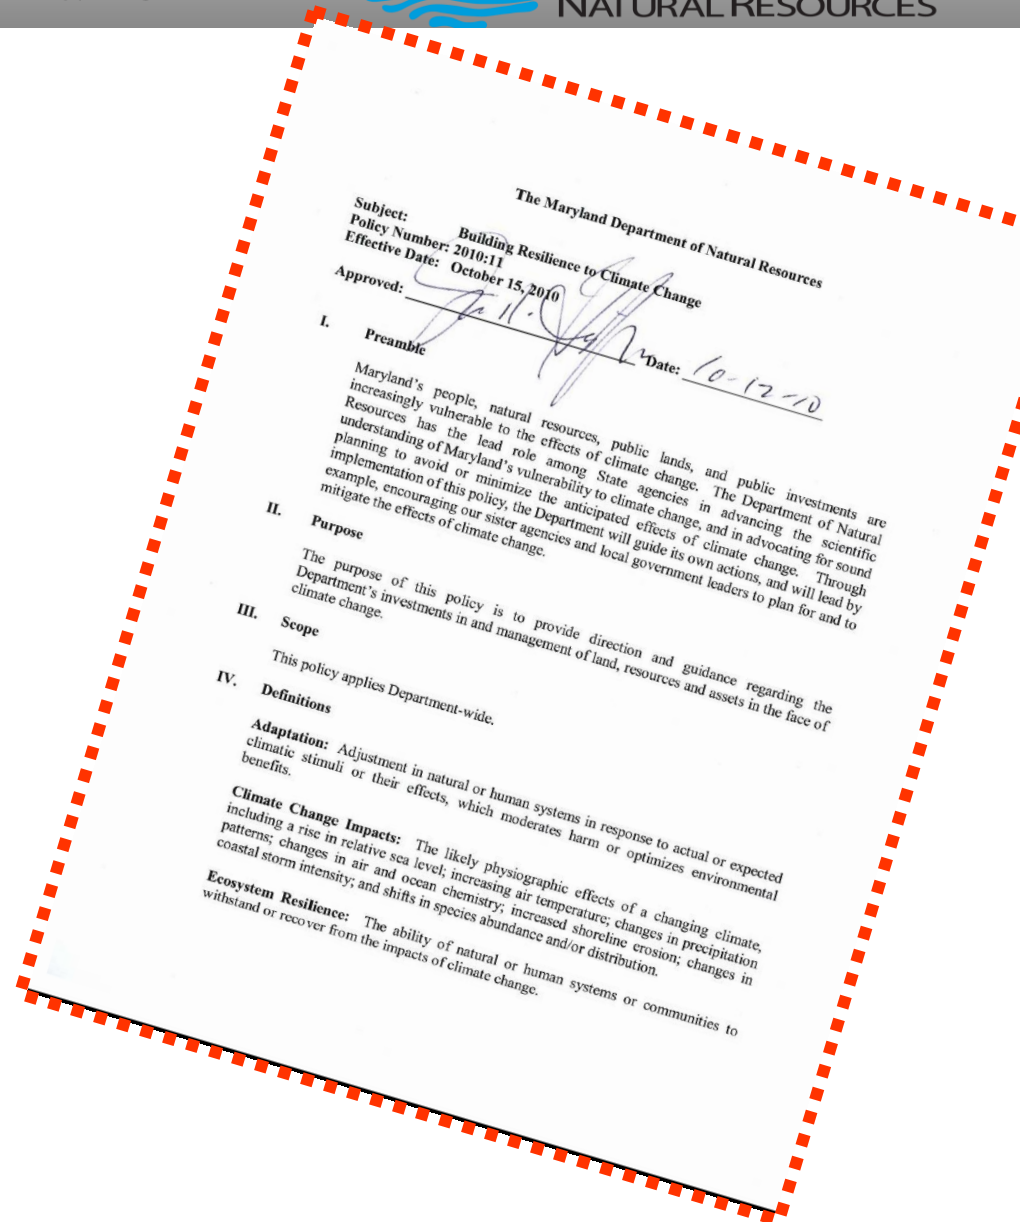 NATURAL RESOURCES
The Maryland Department of Natural Resources
Subject: Building Resilience to Climate Change
Policy Number: 2010:11
Effective Date: October 15, 2010
Approved: Date: 10-12-10
I. Preamble
Maryland's people, natural resources, public lands, and public investments are
increasingly vulnerable to the effects of climate change. The Department of Natural
Resources has the lead role among State agencies in advancing the scientific
understanding of Maryland's vulnerability to climate change, and in advocating for sound
planning to avoid or minimize the anticipated effects of climate change. Through
implementation of this policy, the Department will guide its own actions, and will lead by
example, encouraging our sister agencies and local government leaders to plan for and to
mitigate the effects of climate change.
II. Purpose
The purpose of this policy is to provide direction and guidance regarding the
Department's investments in and management of land, resources and assets in the face of
climate change.
III. Scope
This policy applies Department-wide.
IV. Definitions
Adaptation: Adjustment in natural or human systems in response to actual or expected
climatic stimuli or their effects, which moderates harm or optimizes environmental
benefits.
Climate Change Impacts: The likely physiographic effects of a changing climate,
including a rise in relative sea level; increasing air temperature; changes in precipitation
patterns; changes in air and ocean chemistry; increased shoreline erosion; changes in
coastal storm intensity; and shifts in species abundance and/or distribution.
Ecosystem Resilience: The ability of natural or human systems or communities to
withstand or recover from the impacts of climate change.